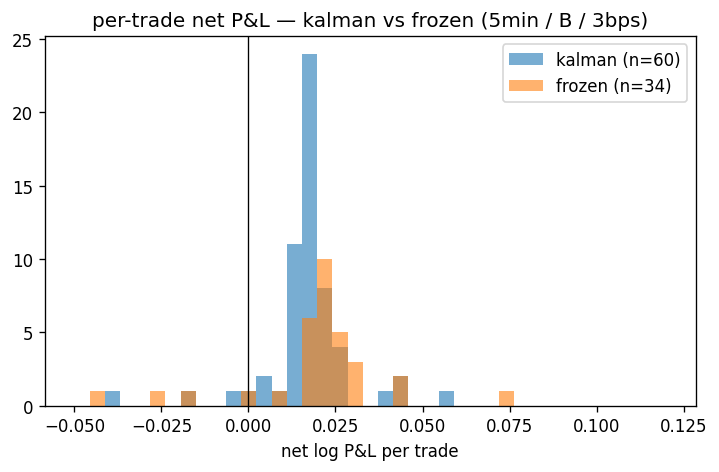 per-trade net P&L — kalman vs frozen (5min / B / 3bps)
kalman (n=60)
frozen (n=34)
25
20
15
10
5
0
−0.050 −0.025 0.000 0.025 0.050 0.075 0.100 0.125
net log P&L per trade